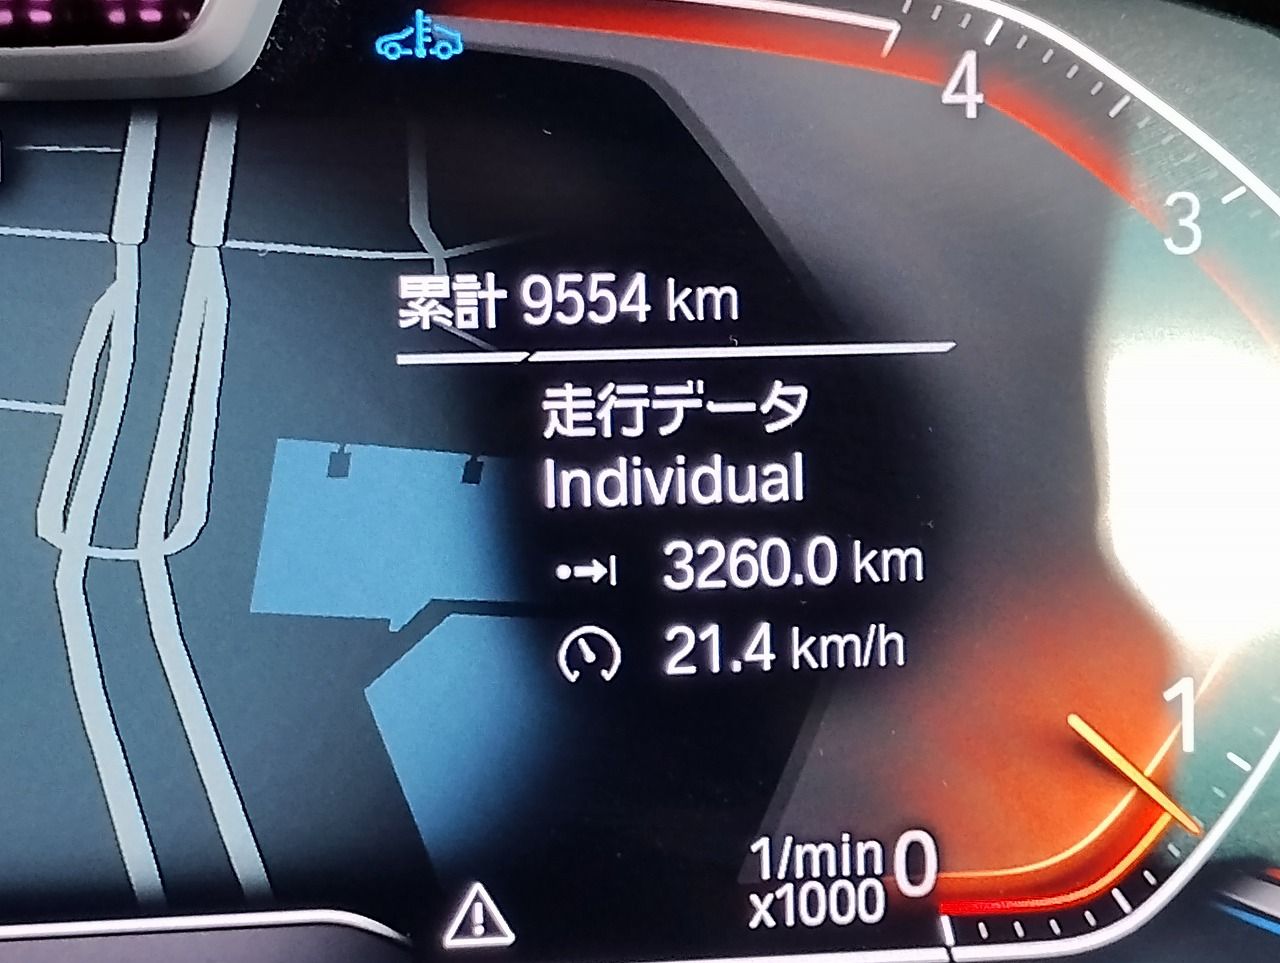 4
3
累計 9554 km
走行データ
Individual
3260.0 km
21.4 km/h
1
1/min 0
x1000